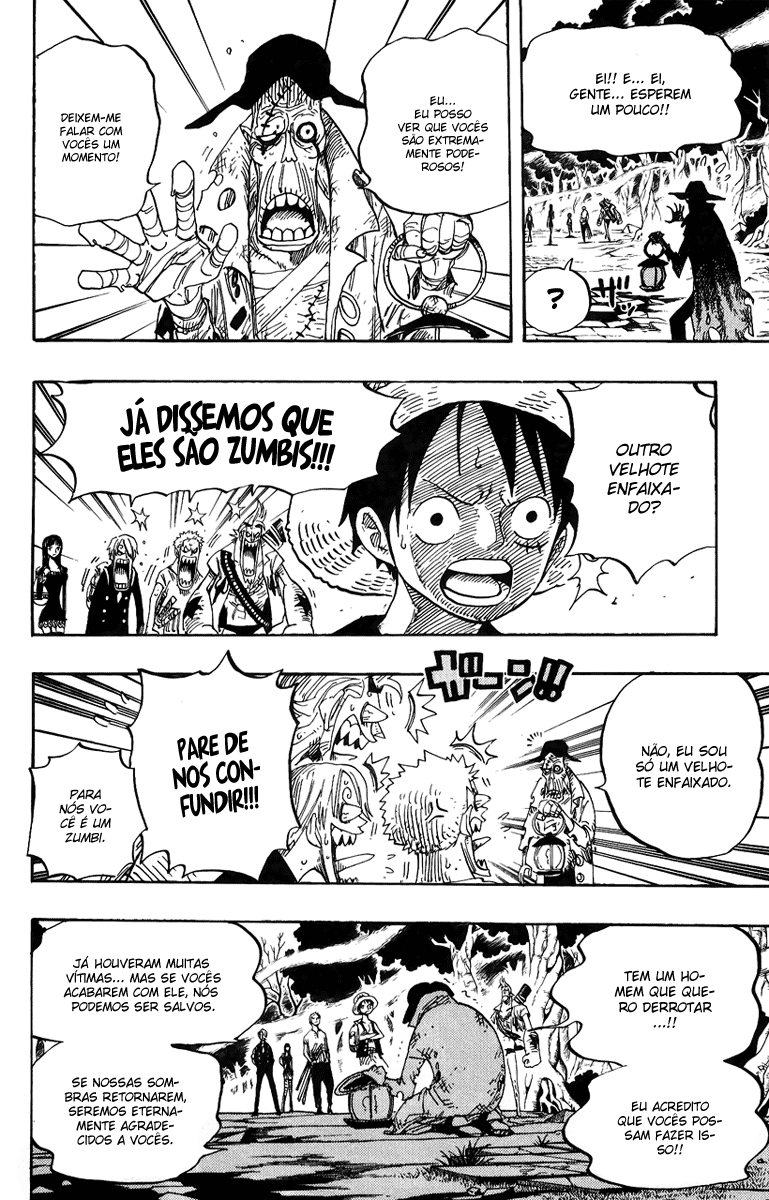 EI!! E... EI,
GENTE... ESPEREM
UM POUCO!!
?
EU...
EU POSSO
VER QUE VOCÊS
SÃO EXTREMA-
MENTE PODE-
ROSOS!
DEIXEM-ME
FALAR COM
VOCÊS UM
MOMENTO!
OUTRO
VELHOTE
ENFAIXA-
DO?
JÁ DISSEMOS QUE
ELES SÃO ZUMBIS!!!
NÃO, EU SOU
SÓ UM VELHO-
TE ENFAIXADO.
PARE DE
NOS CON-
FUNDIR!!!
PARA
NÓS VO-
CÊ É UM
ZUMBI.
TEM UM HO-
MEM QUE QUE-
RO DERROTAR
...!!
EU ACREDITO
QUE VOCÊS POS-
SAM FAZER IS-
SO!!
JÁ HOUVERAM MUITAS
VÍTIMAS... MAS SE VOCÊS
ACABAREM COM ELE, NÓS
PODEMOS SER SALVOS.
SE NOSSAS SOM-
BRAS RETORNAREM,
SEREMOS ETERNA-
MENTE AGRADE-
CIDOS A VOCÊS.